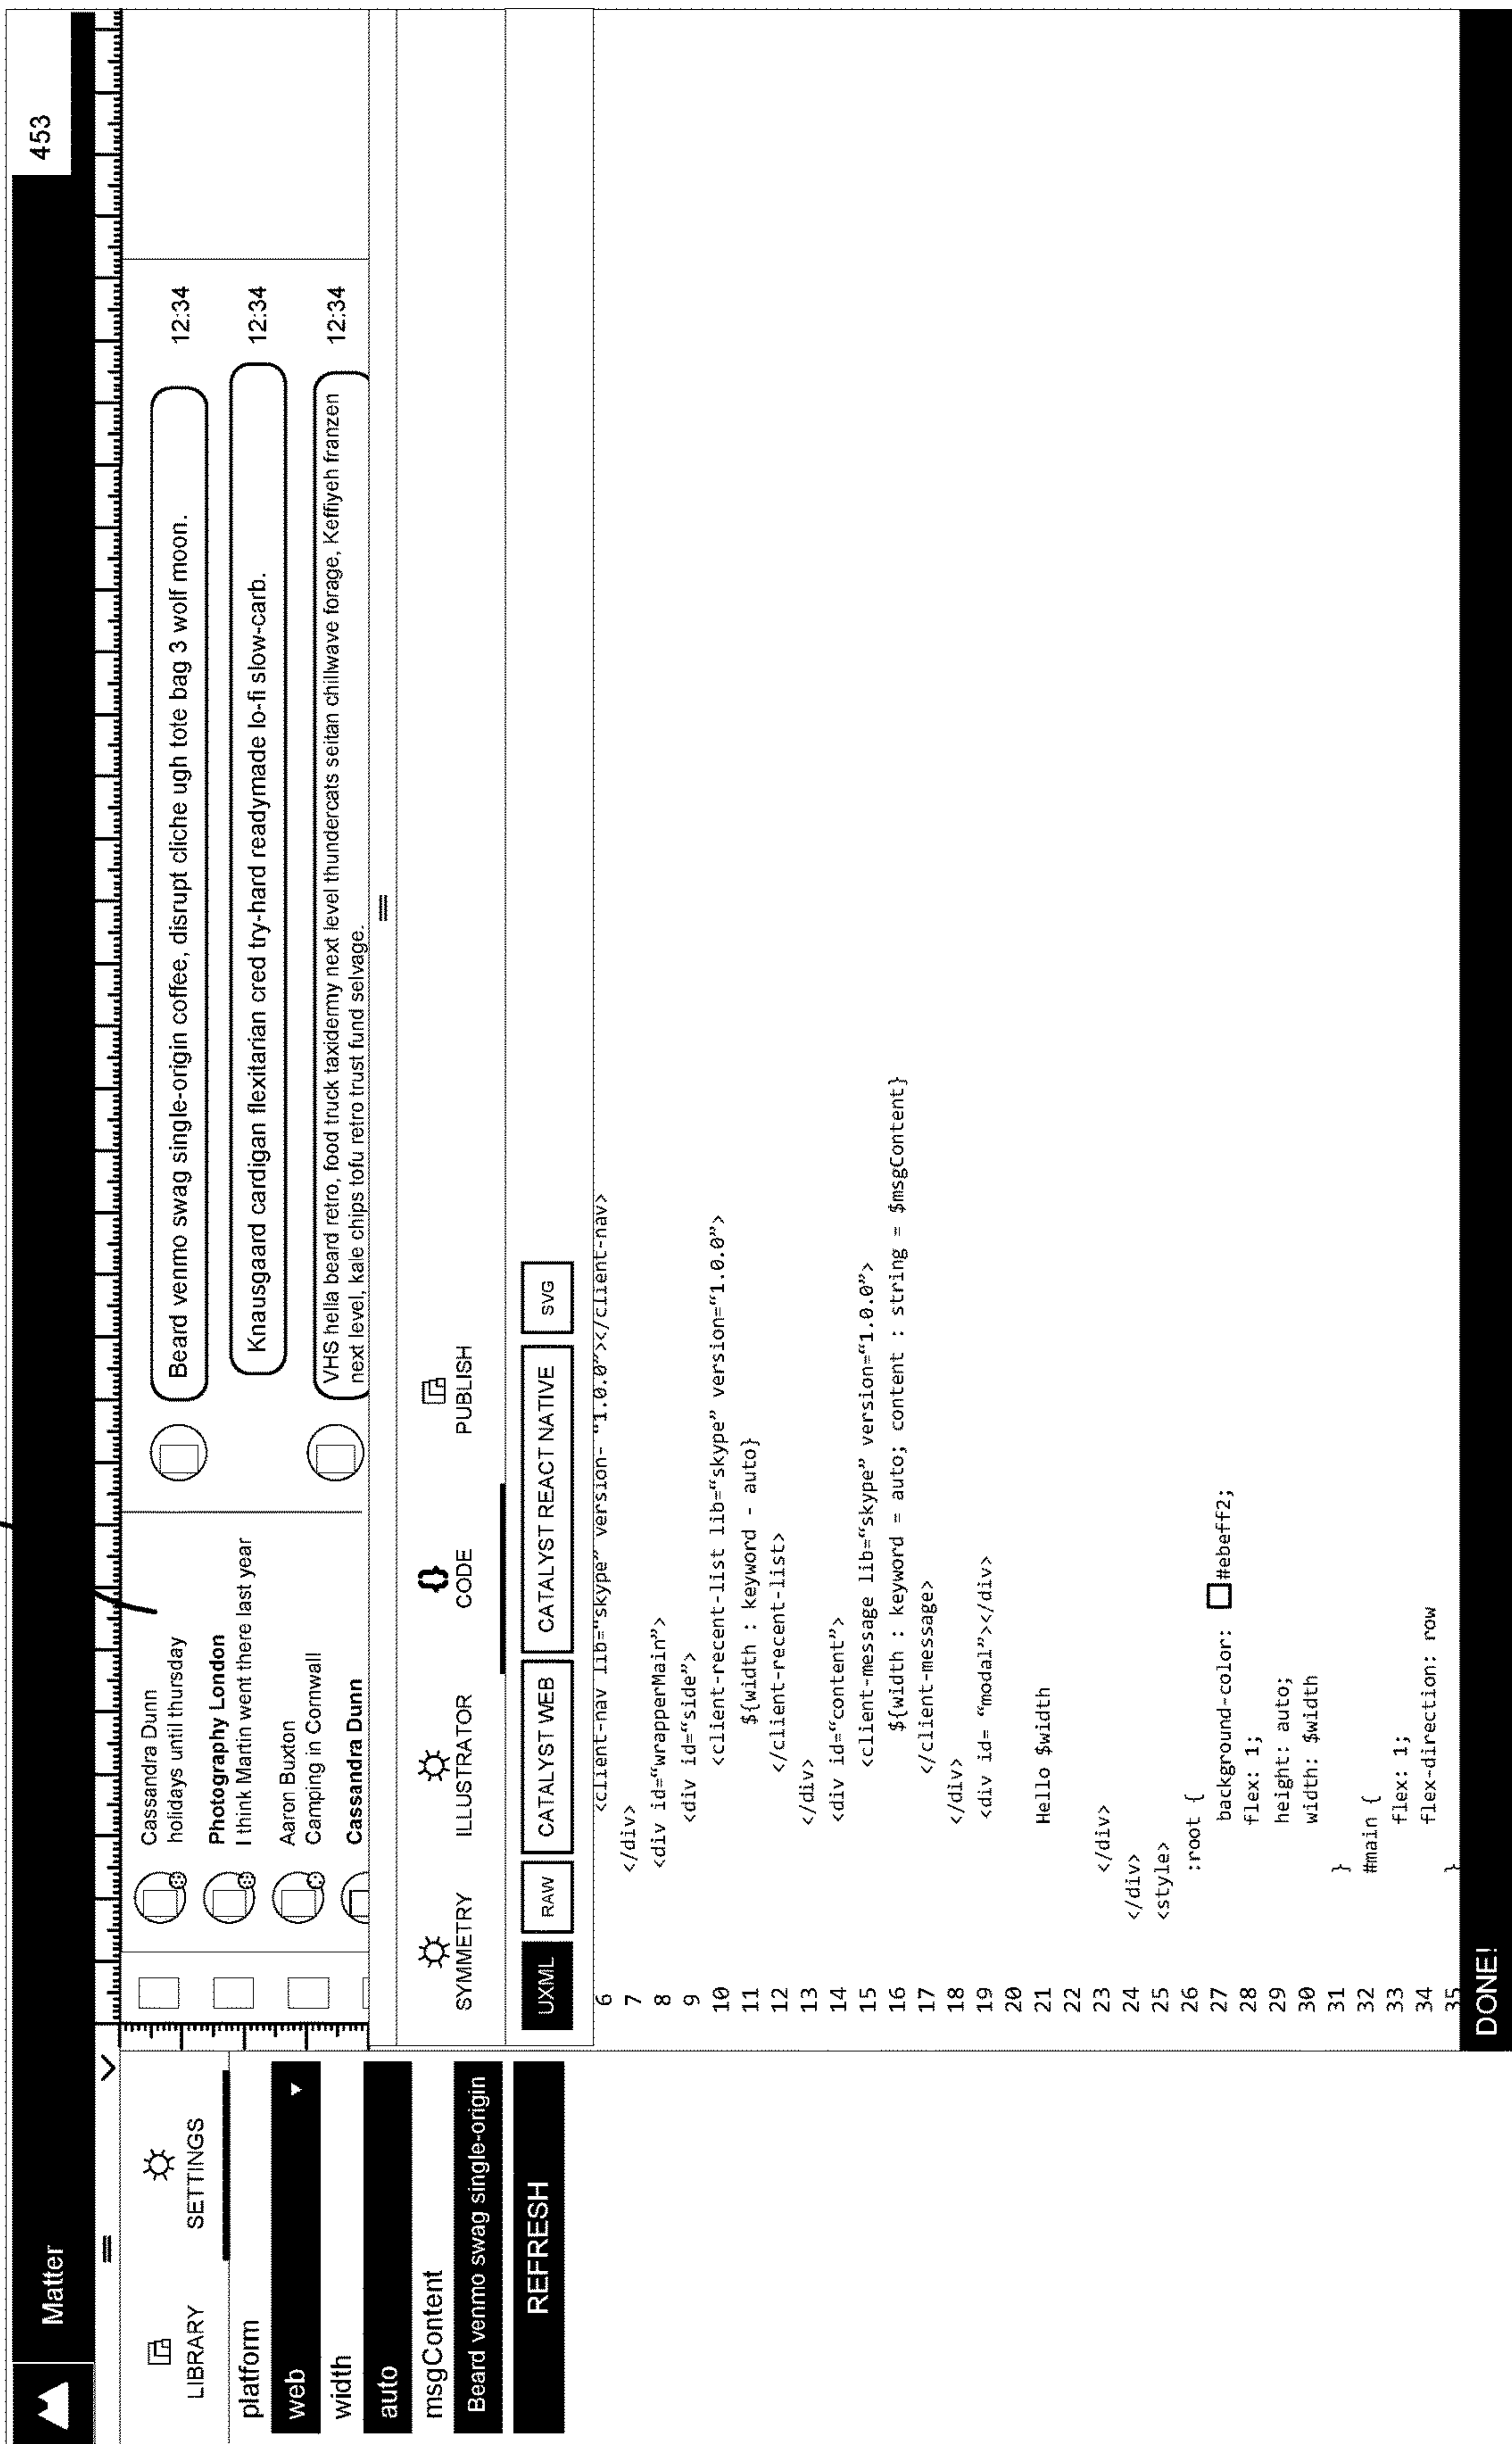 Matter
453
LIBRARY
SETTINGS
platform
web
width
auto
msgContent
Beard venmo swag single-origin
REFRESH
Cassandra Dunn
holidays until thursday
Photography London
I think Martin went there last year
Aaron Buxton
Camping in Cornwall
Cassandra Dunn
Beard venmo swag single-origin coffee, disrupt cliche ugh tote bag 3 wolf moon.
12:34
Knausgaard cardigan flexitarian cred try-hard readymade lo-fi slow-carb.
12:34
VHS hella beard retro, food truck taxidermy next level thundercats seitan chillwave forage, Keffiyeh franzen
next level, kale chips tofu retro trust fund selvage.
12:34
SYMMETRY
ILLUSTRATOR
{} CODE
PUBLISH
UXML
RAW
CATALYST WEB
CATALYST REACT NATIVE
SVG
6 <client-nav lib="skype” version- “1.0.0”></client-nav>
7 </div>
8 <div id=“wrapperMain”>
9 <div id=“side”>
10 <client-recent-list lib=“skype” version=“1.0.0”>
11 ${width : keyword - auto}
12 </client-recent-list>
13 </div>
14 <div id=“content”>
15 <client-message lib=“skype” version=“1.0.0”>
16 ${width : keyword = auto; content : string = $msgContent}
17 </client-message>
18 </div>
19 <div id= “modal”></div>
20
21 Hello $width
22
23 </div>
24 </div>
25 <style>
26 :root {
27 background-color: #ebeff2;
28 flex: 1;
29 height: auto;
30 width: $width
31 }
32 #main {
33 flex: 1;
34 flex-direction: row
35 }
DONE!